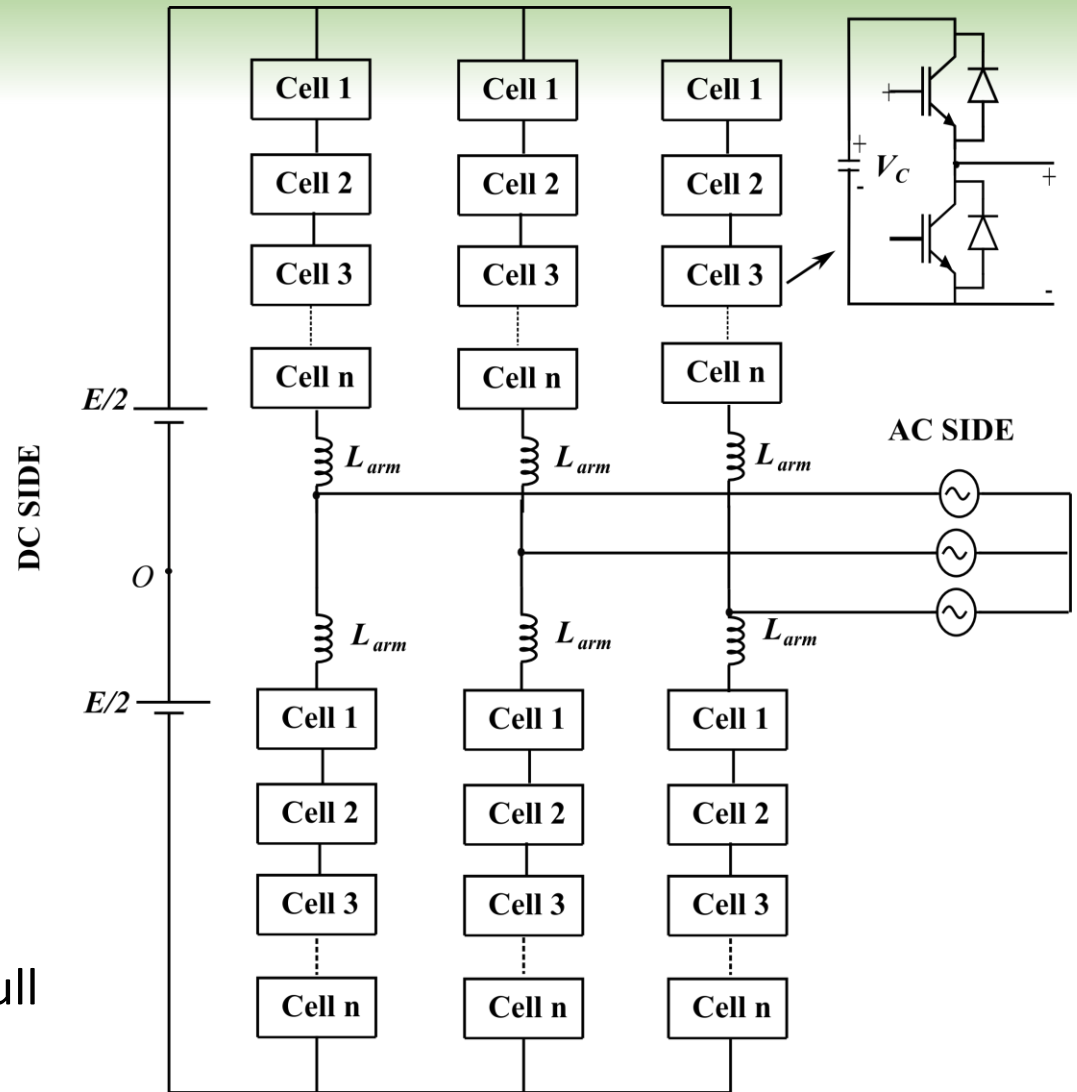 Cell 1 Cell 1 Cell 1
+
+
V_C
-
+
-
Cell 2 Cell 2 Cell 2
Cell 3 Cell 3 Cell 3
Cell n Cell n Cell n
E/2
AC SIDE
L_arm L_arm L_arm
DC SIDE
O
L_arm L_arm L_arm
E/2
Cell 1 Cell 1 Cell 1
Cell 2 Cell 2 Cell 2
Cell 3 Cell 3 Cell 3
ull
Cell n Cell n Cell n